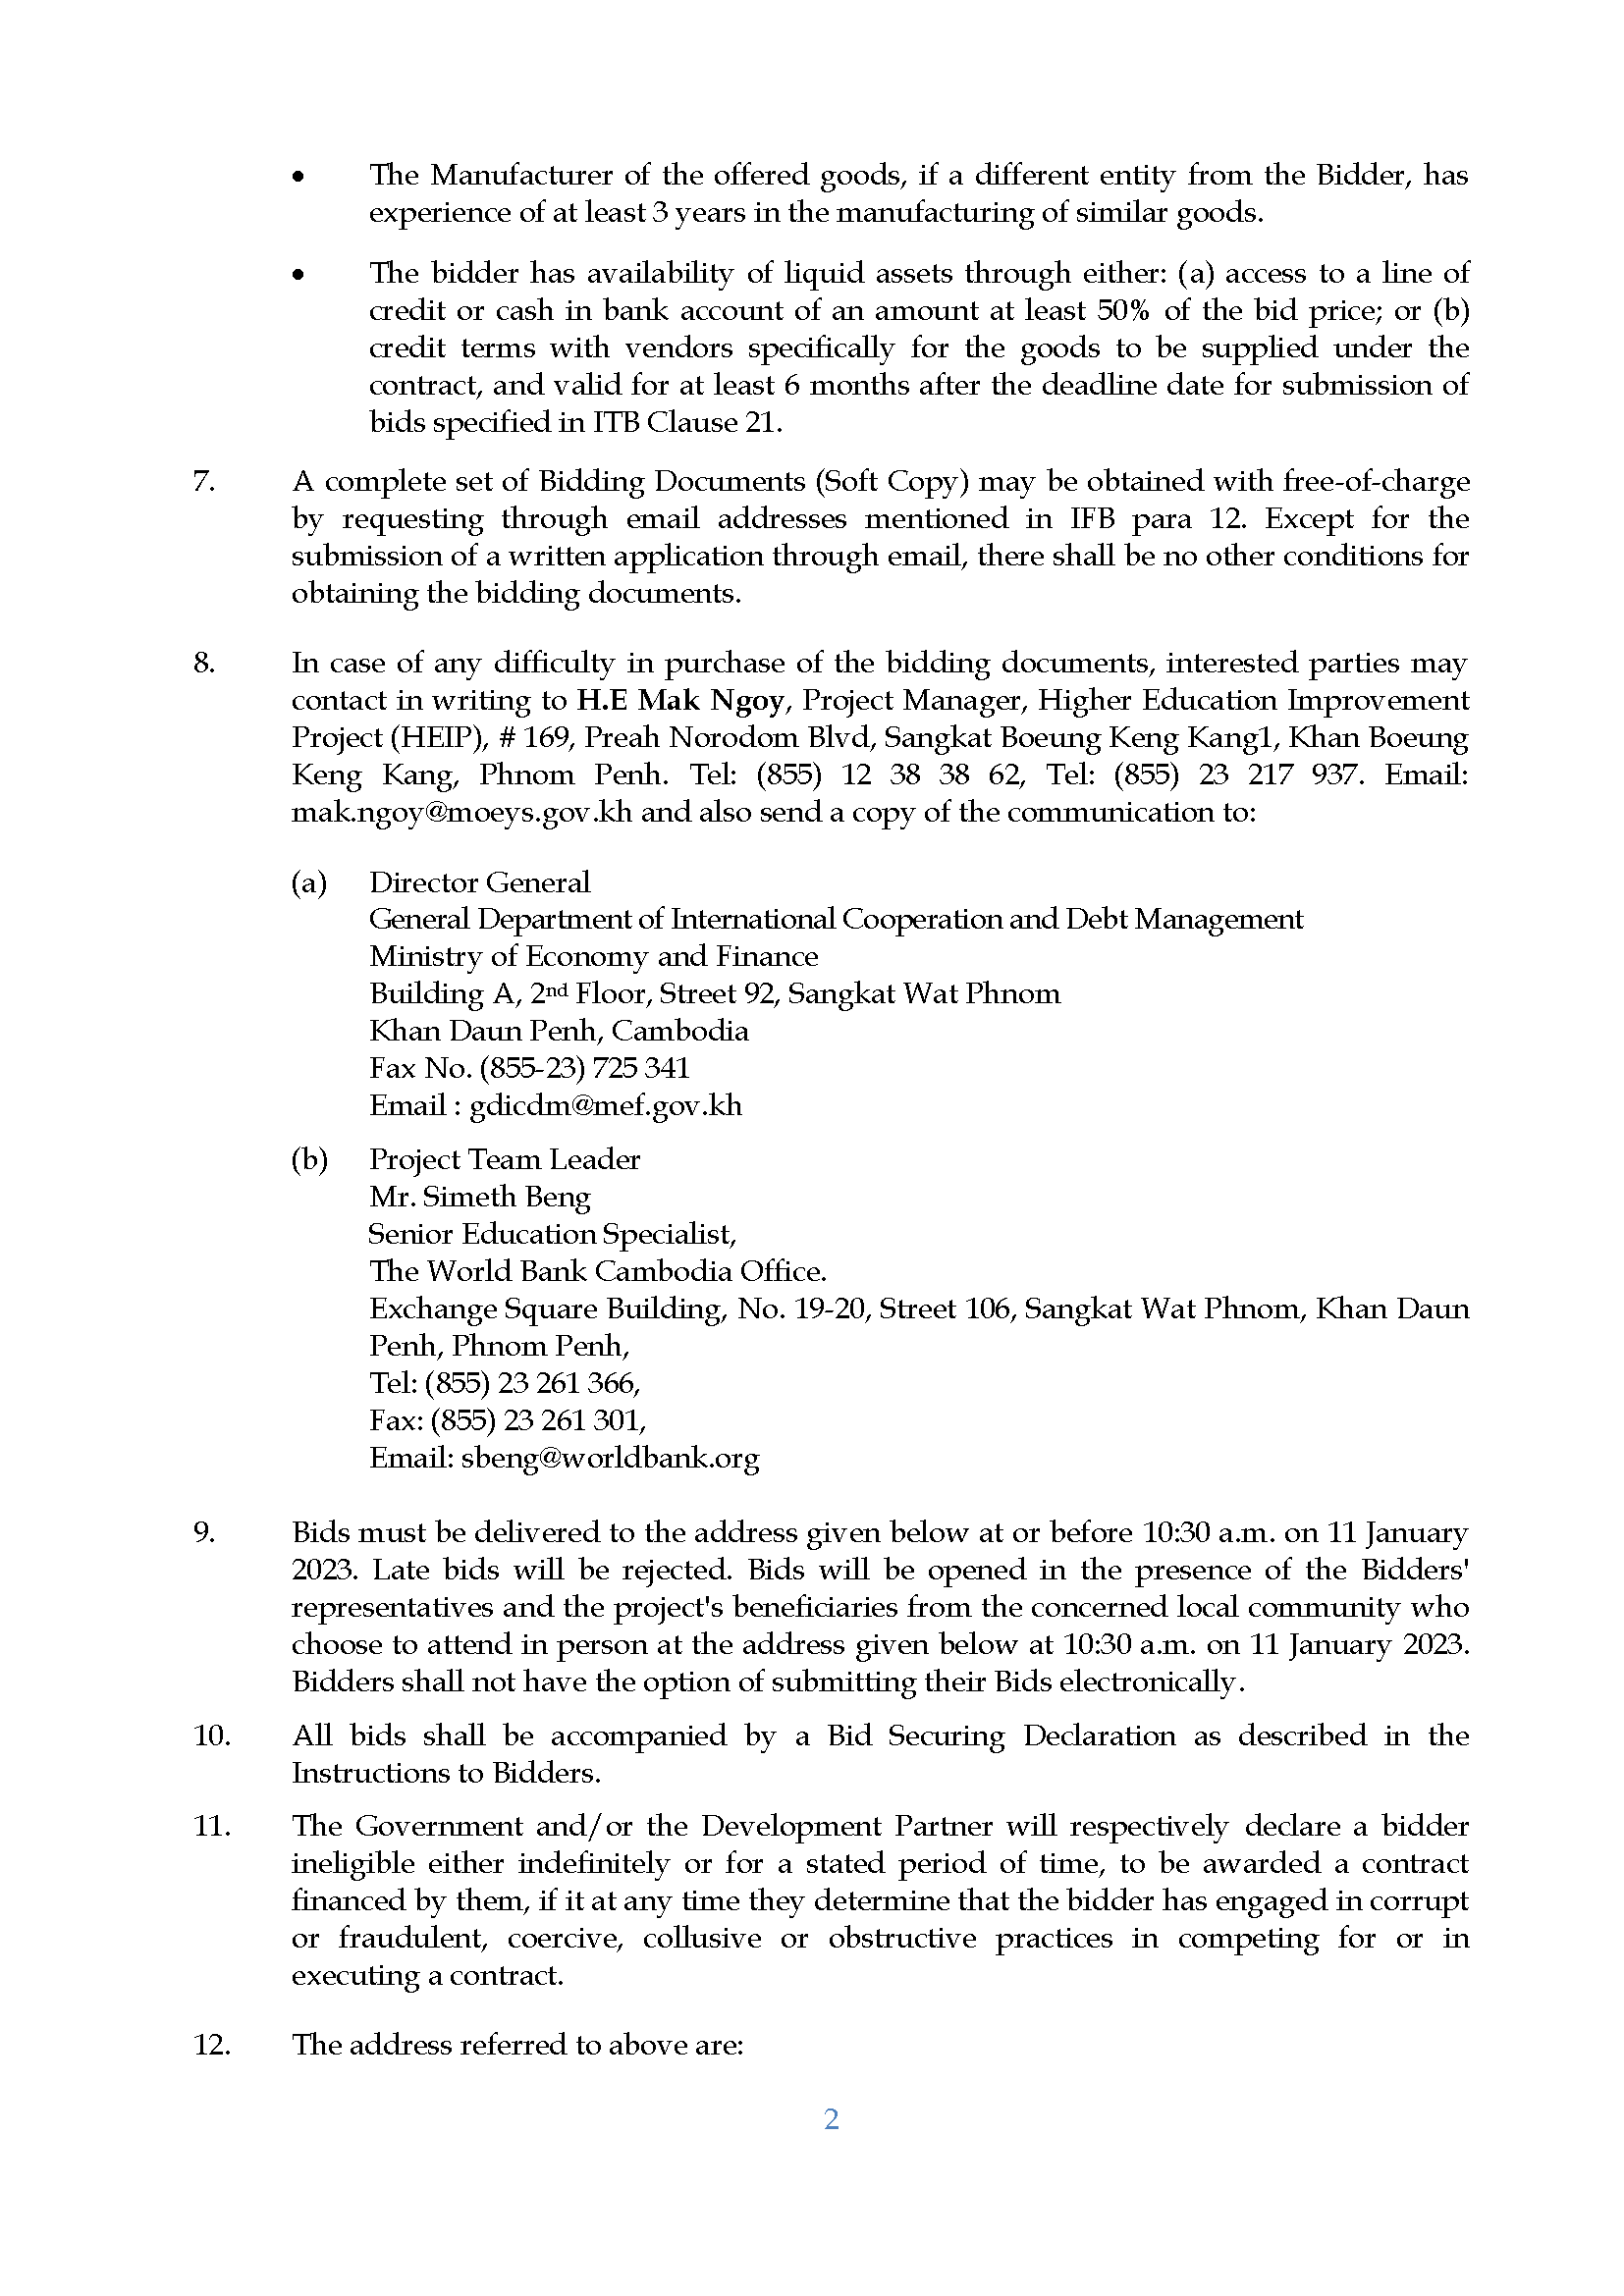 • The Manufacturer of the offered goods, if a different entity from the Bidder, has
experience of at least 3 years in the manufacturing of similar goods.
• The bidder has availability of liquid assets through either: (a) access to a line of
credit or cash in bank account of an amount at least 50% of the bid price; or (b)
credit terms with vendors specifically for the goods to be supplied under the
contract, and valid for at least 6 months after the deadline date for submission of
bids specified in ITB Clause 21.
7. A complete set of Bidding Documents (Soft Copy) may be obtained with free-of-charge
by requesting through email addresses mentioned in IFB para 12. Except for the
submission of a written application through email, there shall be no other conditions for
obtaining the bidding documents.
8. In case of any difficulty in purchase of the bidding documents, interested parties may
contact in writing to H.E Mak Ngoy, Project Manager, Higher Education Improvement
Project (HEIP), # 169, Preah Norodom Blvd, Sangkat Boeung Keng Kang1, Khan Boeung
Keng Kang, Phnom Penh. Tel: (855) 12 38 38 62, Tel: (855) 23 217 937. Email:
mak.ngoy@moeys.gov.kh and also send a copy of the communication to:
(a) Director General
General Department of International Cooperation and Debt Management
Ministry of Economy and Finance
Building A, 2nd Floor, Street 92, Sangkat Wat Phnom
Khan Daun Penh, Cambodia
Fax No. (855-23) 725 341
Email : gdicdm@mef.gov.kh
(b) Project Team Leader
Mr. Simeth Beng
Senior Education Specialist,
The World Bank Cambodia Office.
Exchange Square Building, No. 19-20, Street 106, Sangkat Wat Phnom, Khan Daun
Penh, Phnom Penh,
Tel: (855) 23 261 366,
Fax: (855) 23 261 301,
Email: sbeng@worldbank.org
9. Bids must be delivered to the address given below at or before 10:30 a.m. on 11 January
2023. Late bids will be rejected. Bids will be opened in the presence of the Bidders'
representatives and the project's beneficiaries from the concerned local community who
choose to attend in person at the address given below at 10:30 a.m. on 11 January 2023.
Bidders shall not have the option of submitting their Bids electronically.
10. All bids shall be accompanied by a Bid Securing Declaration as described in the
Instructions to Bidders.
11. The Government and/or the Development Partner will respectively declare a bidder
ineligible either indefinitely or for a stated period of time, to be awarded a contract
financed by them, if it at any time they determine that the bidder has engaged in corrupt
or fraudulent, coercive, collusive or obstructive practices in competing for or in
executing a contract.
12. The address referred to above are:
2